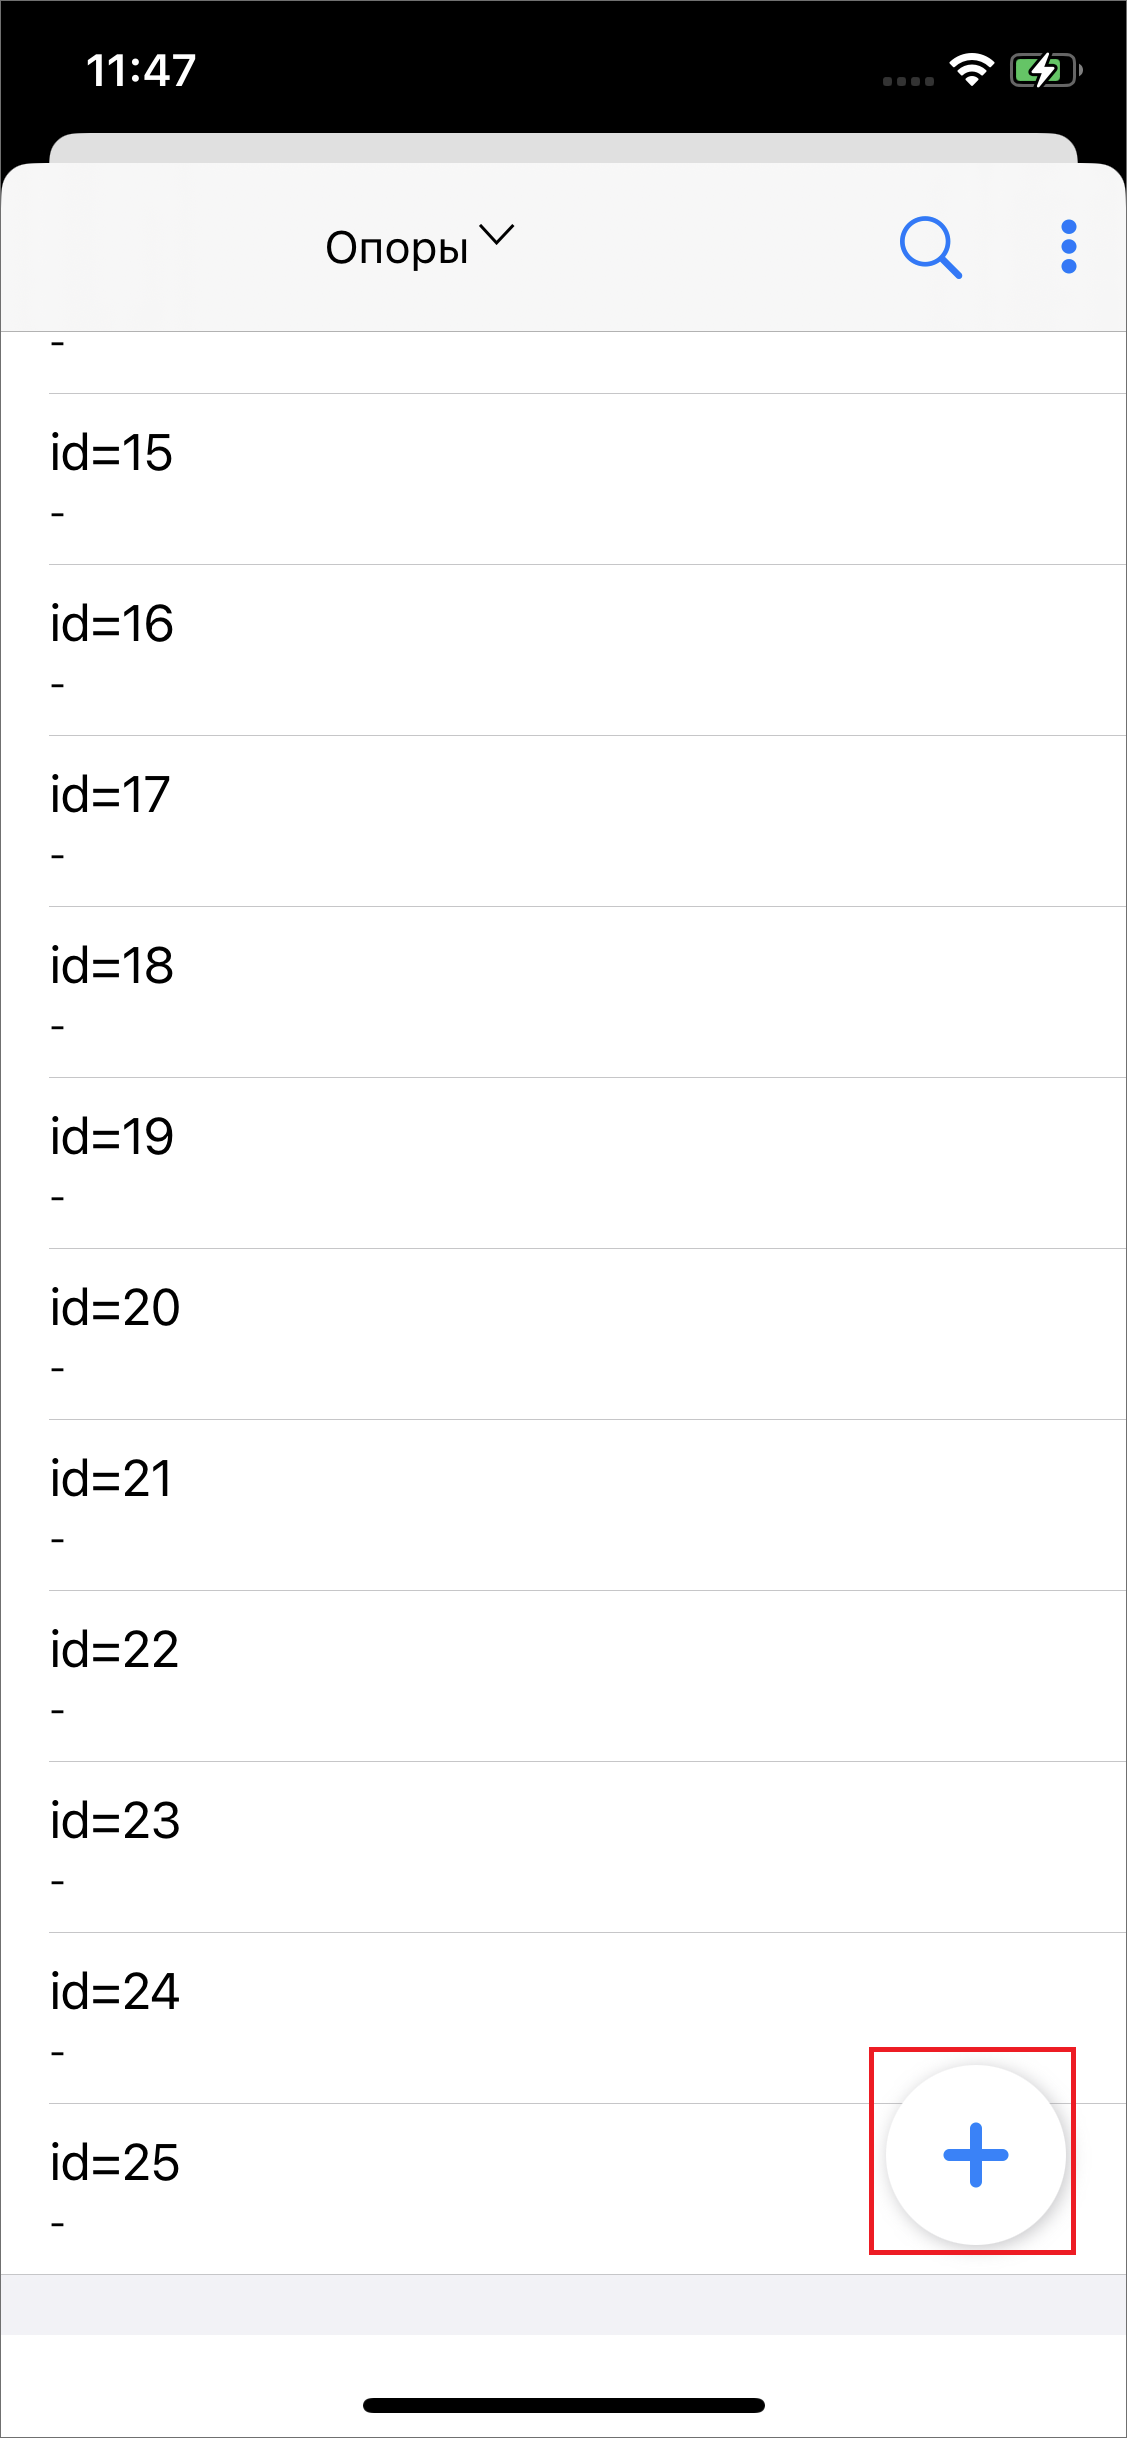 11:47
Опоры
-
id=15
-
id=16
-
id=17
-
id=18
-
id=19
-
id=20
-
id=21
-
id=22
-
id=23
-
id=24
-
id=25
-